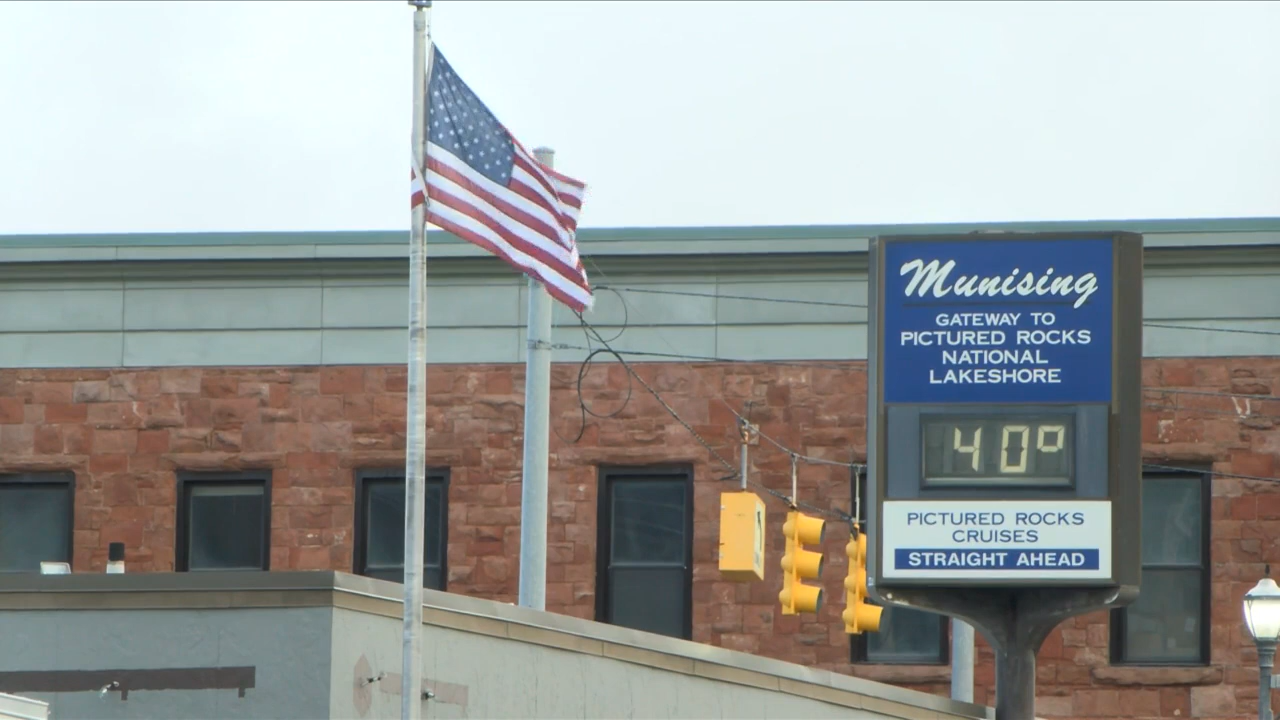 Munising
GATEWAY TO
PICTURED ROCKS
NATIONAL
LAKESHORE
40°
PICTURED ROCKS
CRUISES
STRAIGHT AHEAD